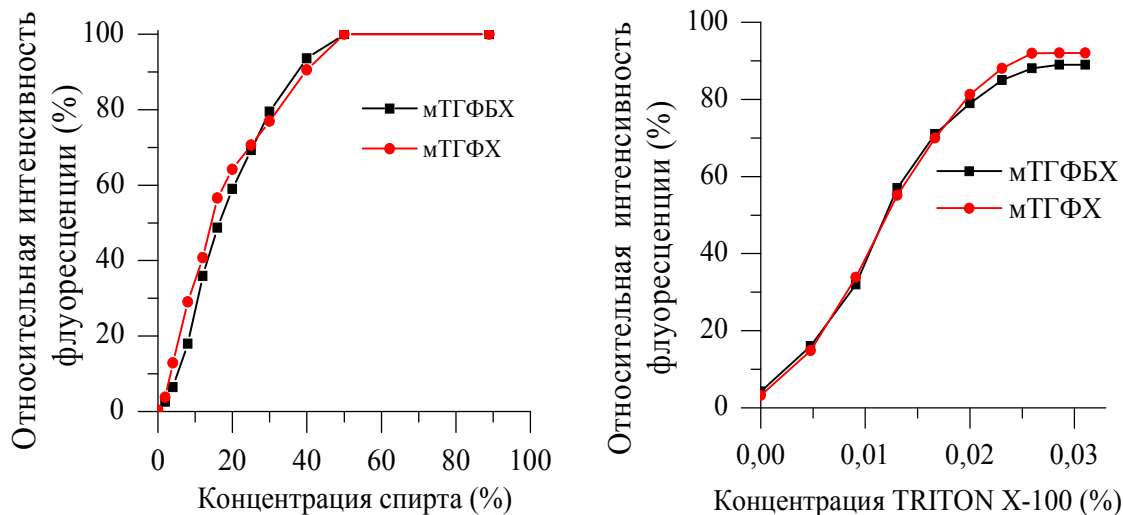 Относительная интенсивность
флуоресценции (%)
100
80
60
40
20
0
мТГФБХ
мТГФХ
0 20 40 60 80 100
Концентрация спирта (%)
Относительная интенсивность
флуоресценции (%)
100
80
60
40
20
0
мТГФБХ
мТГФХ
0,00 0,01 0,02 0,03
Концентрация TRITON X-100 (%)